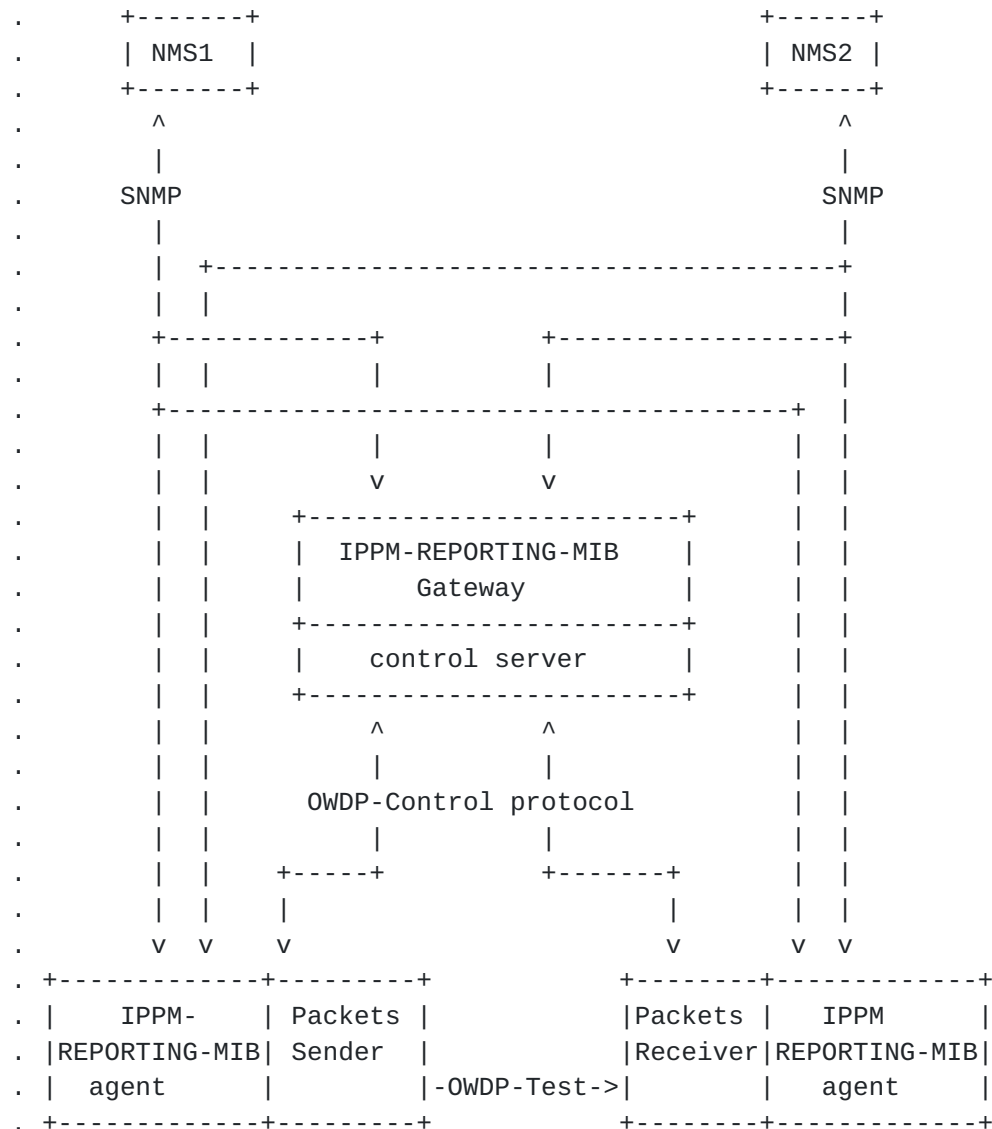 NMS1 NMS2
SNMP SNMP
IPPM-REPORTING-MIB
Gateway
control server
OWDP-Control protocol
IPPM- Packets Packets IPPM
REPORTING-MIB Sender Receiver REPORTING-MIB
agent -OWDP-Test-> agent